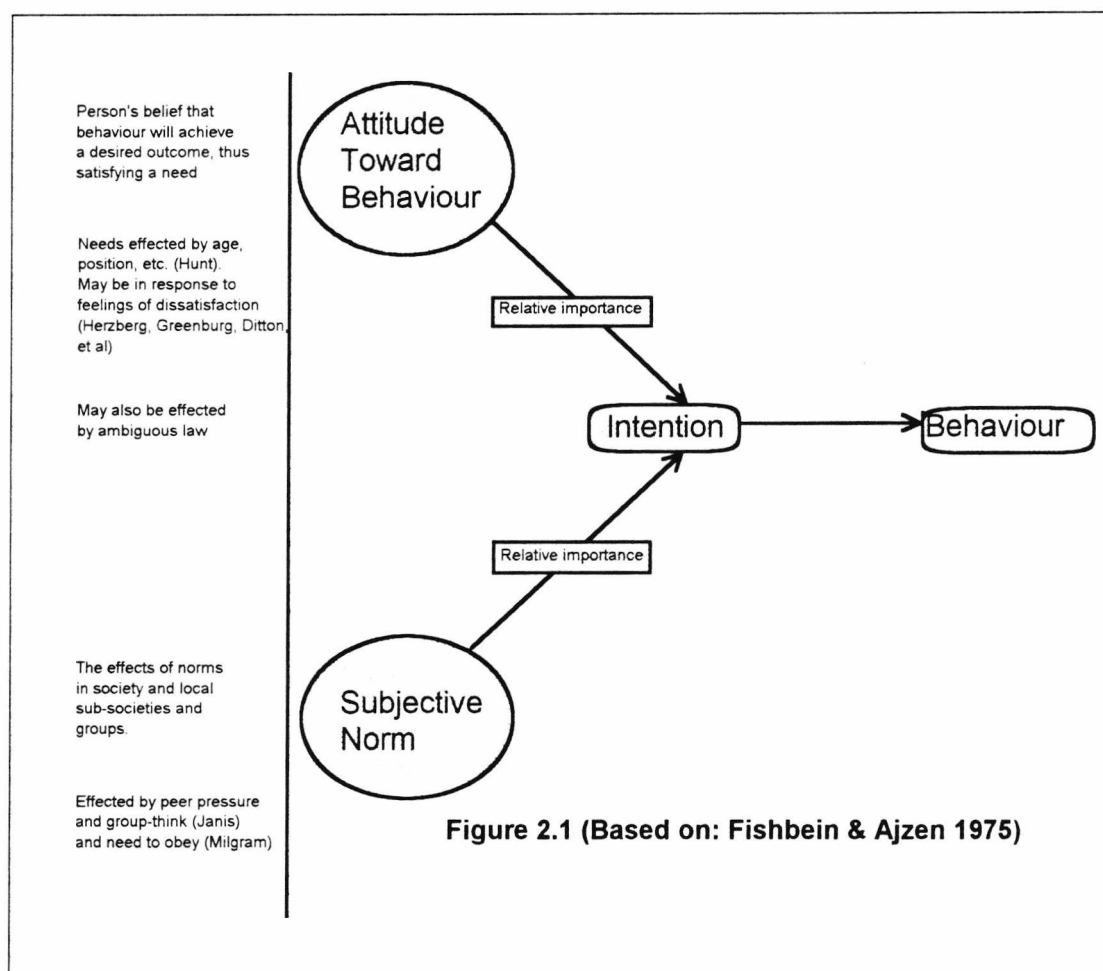 Person's belief that
behaviour will achieve
a desired outcome, thus
satisfying a need
Needs effected by age,
position, etc. (Hunt).
May be in response to
feelings of dissatisfaction
(Herzberg, Greenburg, Ditton,
et al)
May also be effected
by ambiguous law
The effects of norms
in society and local
sub-societies and
groups.
Effected by peer pressure
and group-think (Janis)
and need to obey (Milgram)
Attitude
Toward
Behaviour
Relative importance
Intention
Behaviour
Relative importance
Subjective
Norm
Figure 2.1 (Based on: Fishbein & Ajzen 1975)